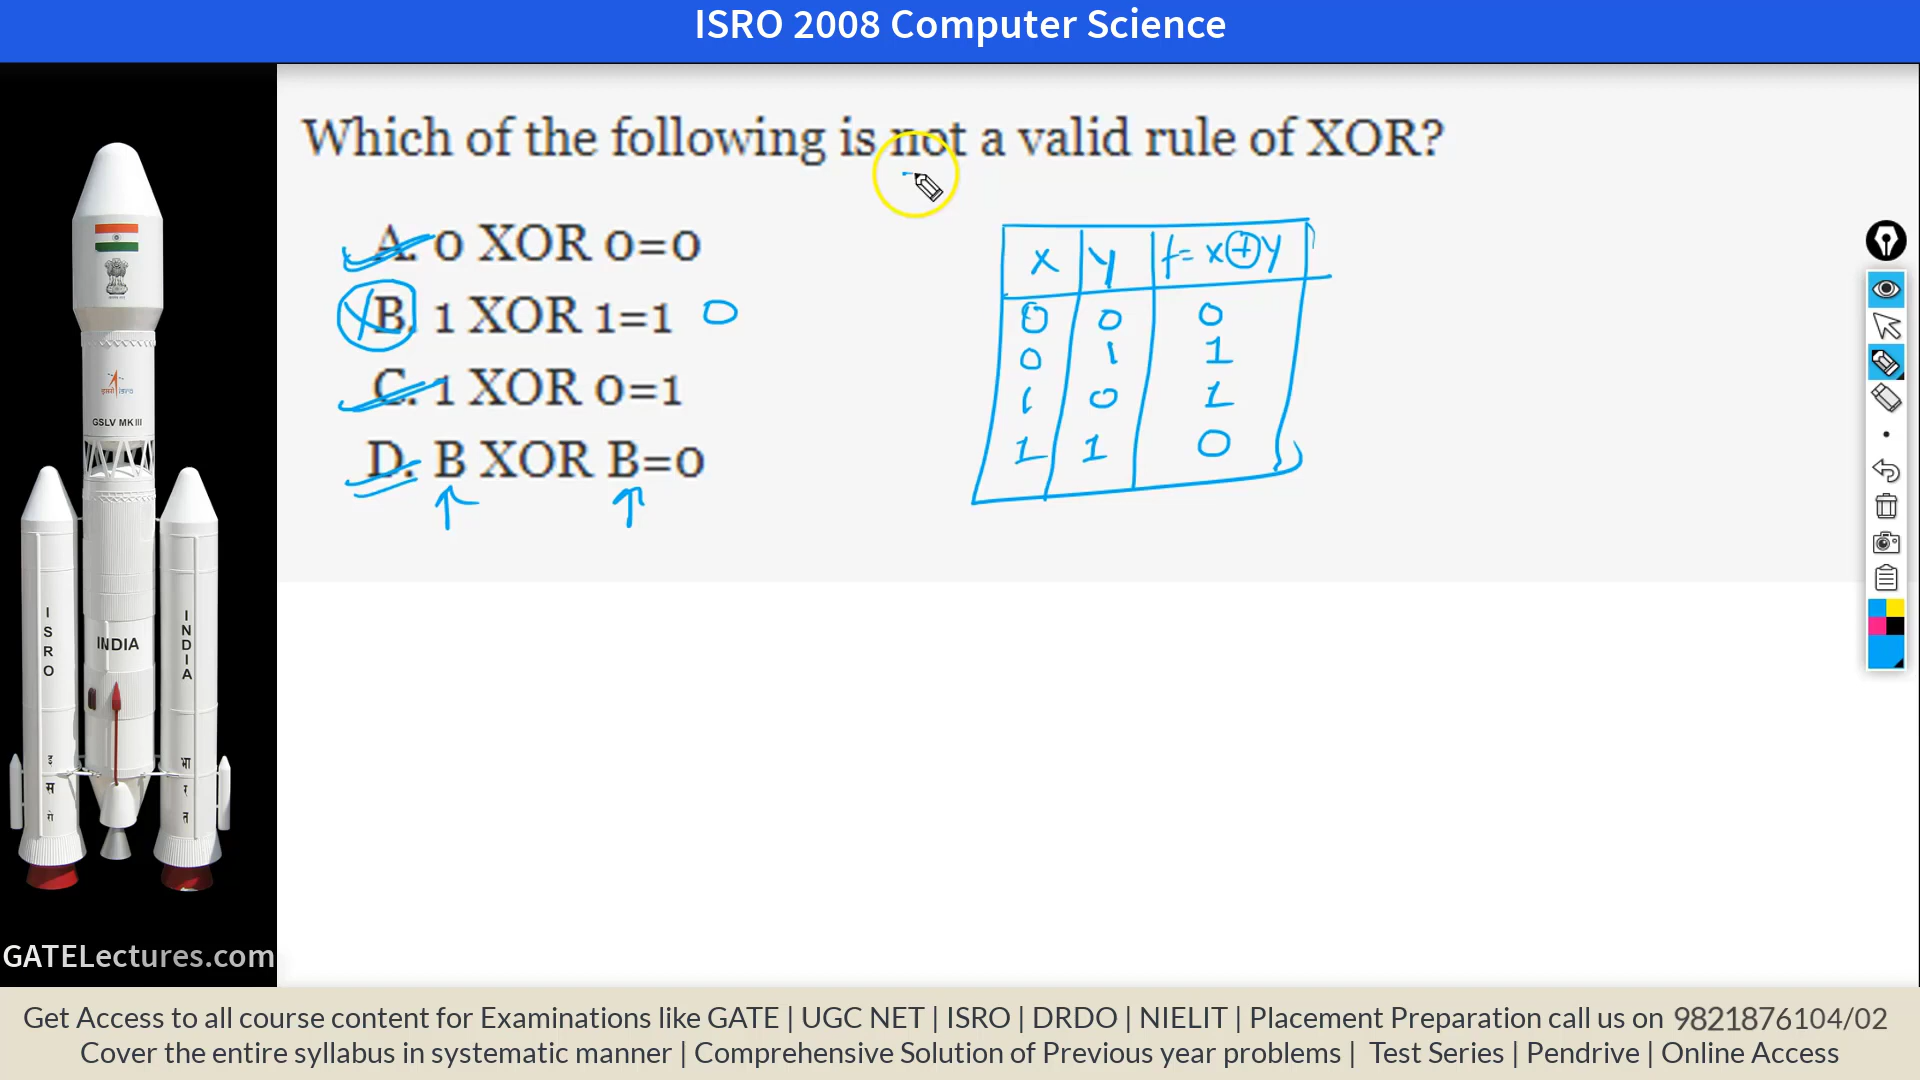 ISRO 2008 Computer Science
Which of the following is not a valid rule of XOR?
A. 0 XOR 0=0
B. 1 XOR 1=1 0
C. 1 XOR 0=1
D. B XOR B=0
x y f= x⊕y
0 0 0
0 1 1
1 0 1
1 1 0
इसरो isro
GSLV MK III
INDIA
ISRO
INDIA
इ
स
रो
भा
र
त
GATELectures.com
Get Access to all course content for Examinations like GATE | UGC NET | ISRO | DRDO | NIELIT | Placement Preparation call us on 9821876104/02
Cover the entire syllabus in systematic manner | Comprehensive Solution of Previous year problems | Test Series | Pendrive | Online Access